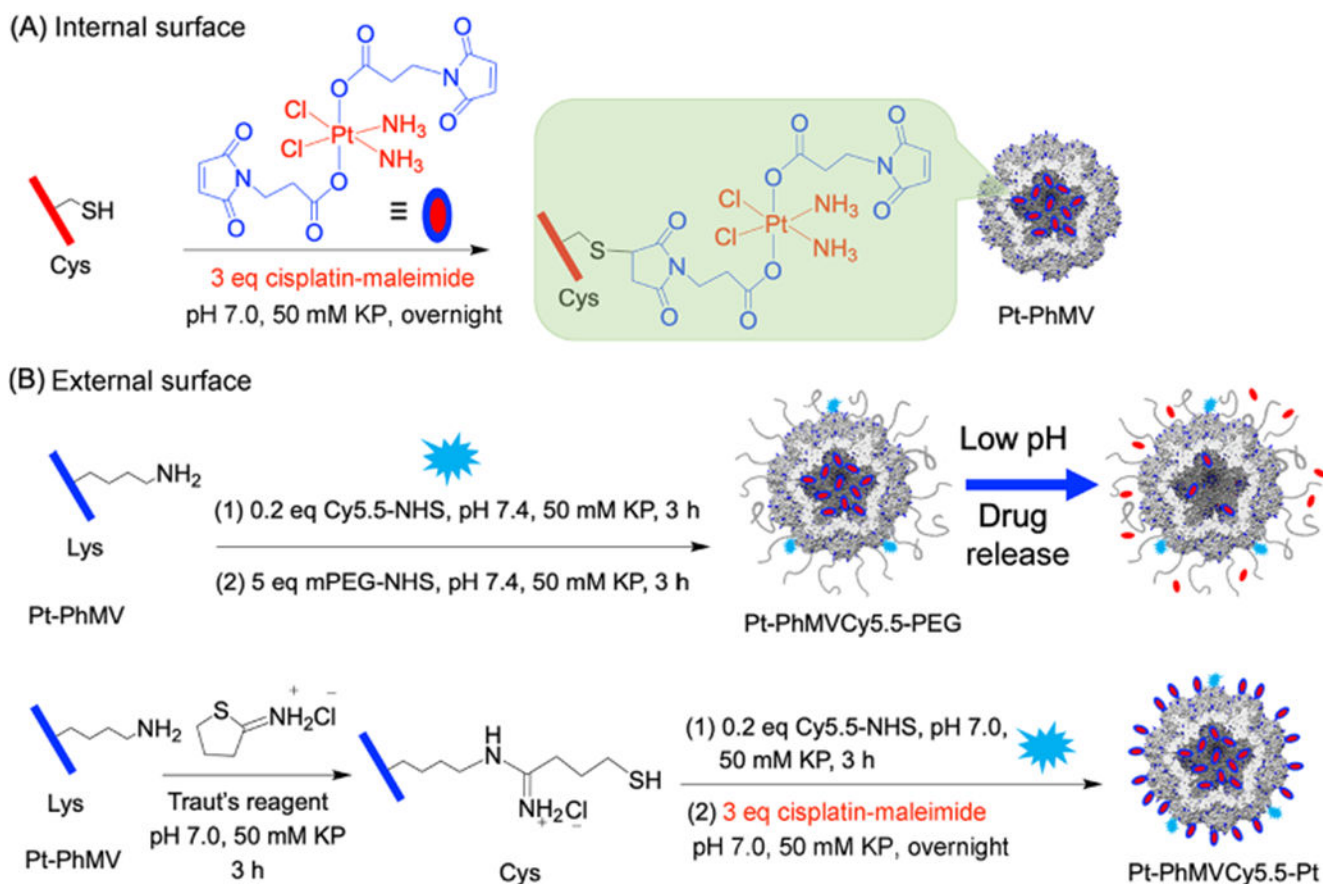 (A) Internal surface
O
O
N
O
O
Cl
Cl
Pt
NH3
NH3
O
O
N
O
O
SH
Cys
≡
3 eq cisplatin-maleimide
pH 7.0, 50 mM KP, overnight
O
O
N
O
O
Cl
Cl
Pt
NH3
NH3
S
O
N
O
O
O
Cys
Pt-PhMV
(B) External surface
NH2
Lys
Pt-PhMV
(1) 0.2 eq Cy5.5-NHS, pH 7.4, 50 mM KP, 3 h
(2) 5 eq mPEG-NHS, pH 7.4, 50 mM KP, 3 h
Pt-PhMVCy5.5-PEG
Low pH
Drug
release
NH2
Lys
Pt-PhMV
S
+ −
NH2Cl
Traut's reagent
pH 7.0, 50 mM KP
3 h
H
N
SH
NH2Cl
+ −
Cys
(1) 0.2 eq Cy5.5-NHS, pH 7.0,
50 mM KP, 3 h
(2) 3 eq cisplatin-maleimide
pH 7.0, 50 mM KP, overnight
Pt-PhMVCy5.5-Pt